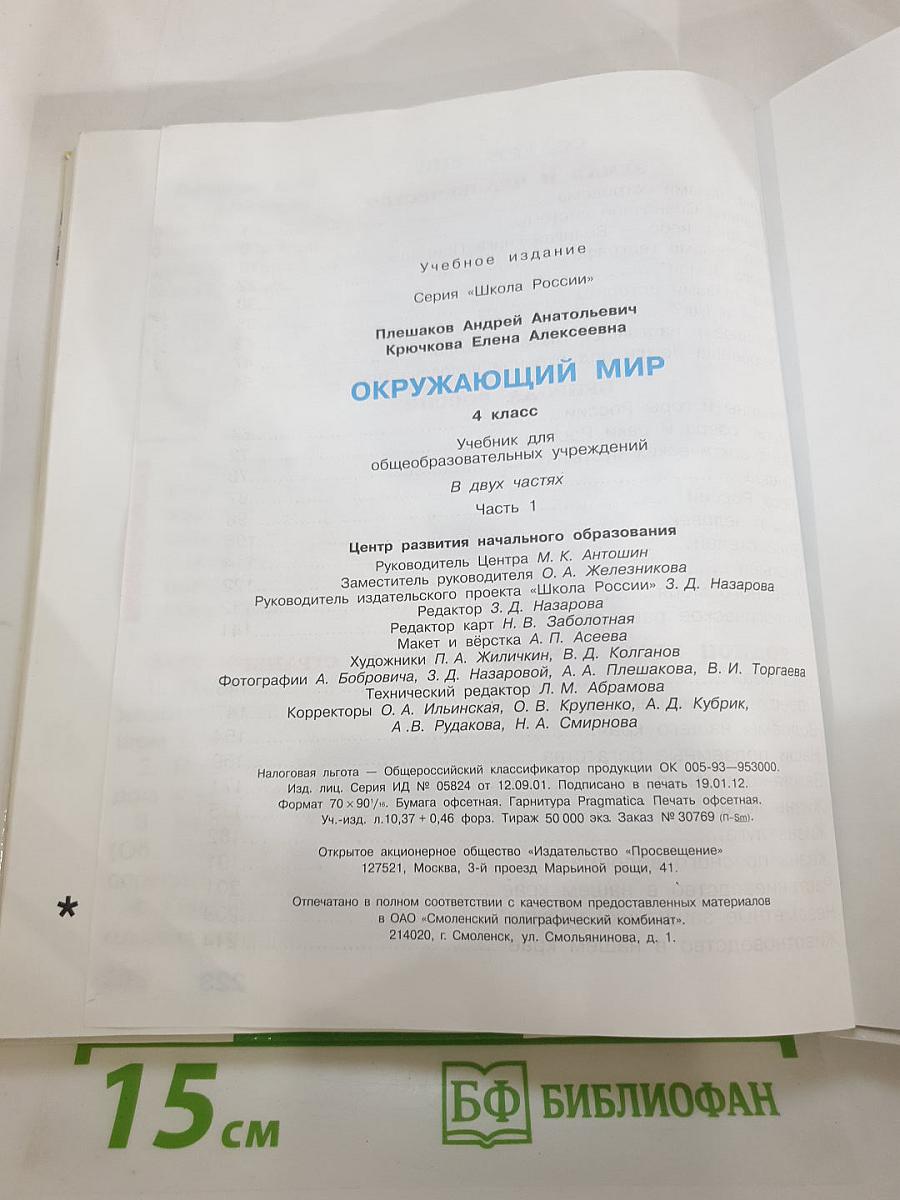 Учебное издание
Серия «Школа России»
Плешаков Андрей Анатольевич
Крючкова Елена Алексеевна
ОКРУЖАЮЩИЙ МИР
4 класс
Учебник для
общеобразовательных учреждений
В двух частях
Часть 1
Центр развития начального образования
Руководитель Центра М. К. Антошин
Заместитель руководителя О. А. Железникова
Руководитель издательского проекта «Школа России» З. Д. Назарова
Редактор З. Д. Назарова
Редактор карт Н. В. Заболотная
Макет и вёрстка А. П. Асеева
Художники П. А. Жиличкин, В. Д. Колганов
Фотографии А. Бобровича, З. Д. Назаровой, А. А. Плешакова, В. И. Торгаева
Технический редактор Л. М. Абрамова
Корректоры О. А. Ильинская, О. В. Крупенко, А. Д. Кубрик,
А .В. Рудакова, Н. А. Смирнова
Налоговая льгота — Общероссийский классификатор продукции ОК 005-93—953000.
Изд. лиц. Серия ИД № 05824 от 12.09.01. Подписано в печать 19.01.12.
Формат 70 × 90¹/₁₆. Бумага офсетная. Гарнитура Pragmatica. Печать офсетная.
Уч.-изд. л.10,37 + 0,46 форз. Тираж 50 000 экз. Заказ № 30769 (п-Sm).
Открытое акционерное общество «Издательство «Просвещение»
127521, Москва, 3-й проезд Марьиной рощи, 41.
*
Отпечатано в полном соответствии с качеством предоставленных материалов
в ОАО «Смоленский полиграфический комбинат».
214020, г. Смоленск, ул. Смольянинова, д. 1.
15 см
БФ БИБЛИОФАН